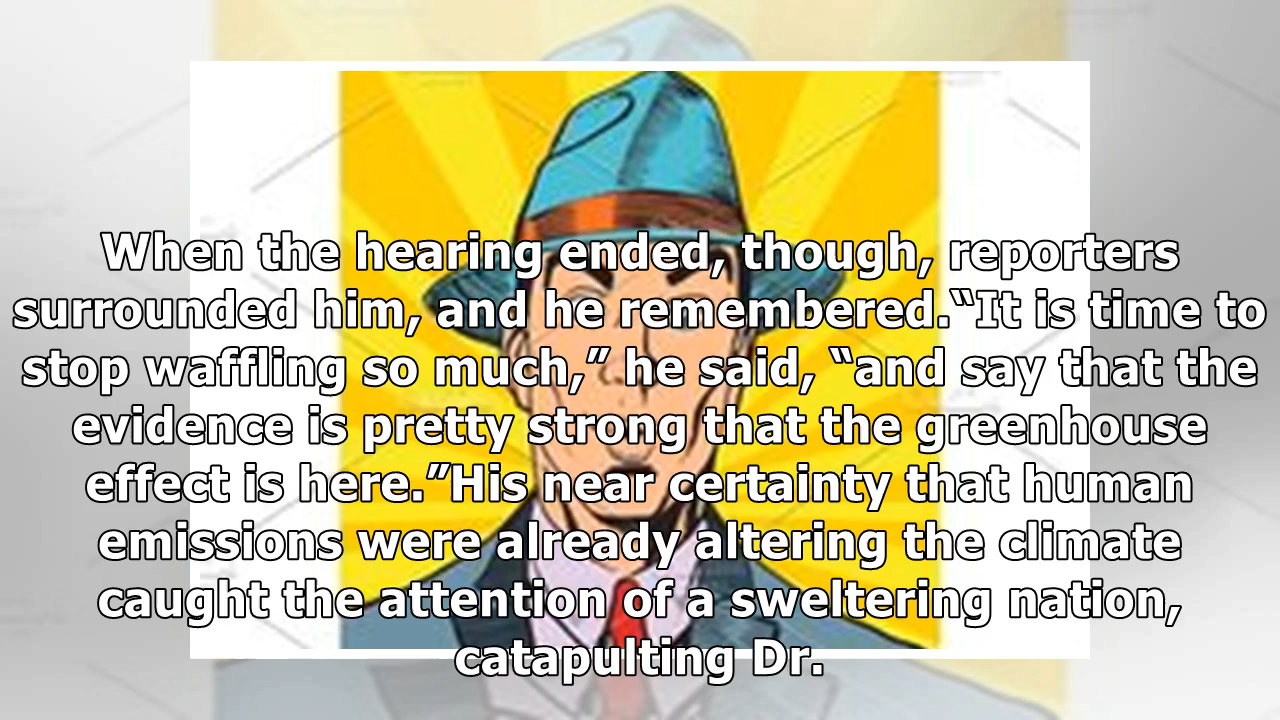 When the hearing ended, though, reporters
surrounded him, and he remembered.“It is time to
stop waffling so much,” he said, “and say that the
evidence is pretty strong that the greenhouse
effect is here.”His near certainty that human
emissions were already altering the climate
caught the attention of a sweltering nation,
catapulting Dr.